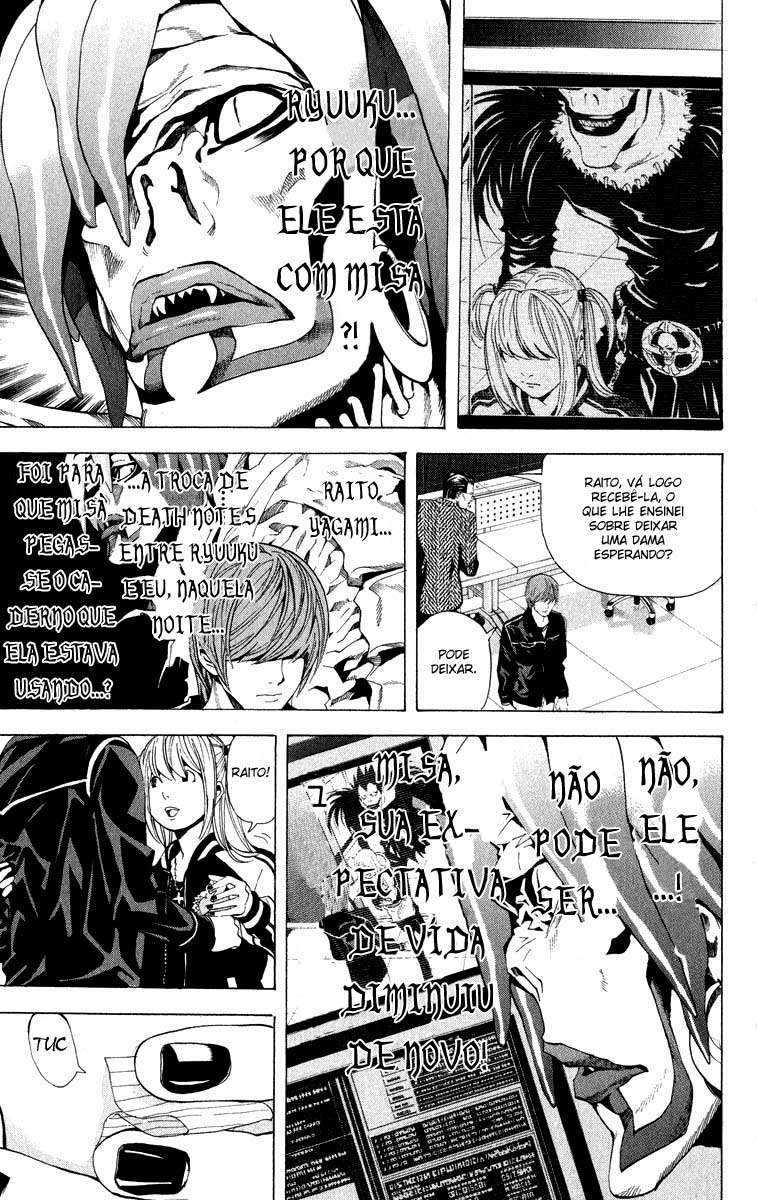 RYUUKU...
POR QUE
ELE ESTÁ
COM MISA
?!
RAITO, VÁ LOGO
RECEBÊ-LA, O
QUE LHE ENSINEI
SOBRE DEIXAR
UMA DAMA
ESPERANDO?
PODE
DEIXAR.
RAITO,
YAGAMI...
...A TROCA DE
DEATH NOTES
ENTRE RYUUKU
E EU, NAQUELA
NOITE...
FOI PARA
QUE MISA
PEGAS-
SE O CA-
DERNO QUE
ELA ESTAVA
USANDO...?
NÃO,
ELE
...!
NÃO
PODE
SER...
MISA,
SUA EX-
PECTATIVA
DE VIDA
DIMINUIU
DE NOVO!
RAITO!
TUC